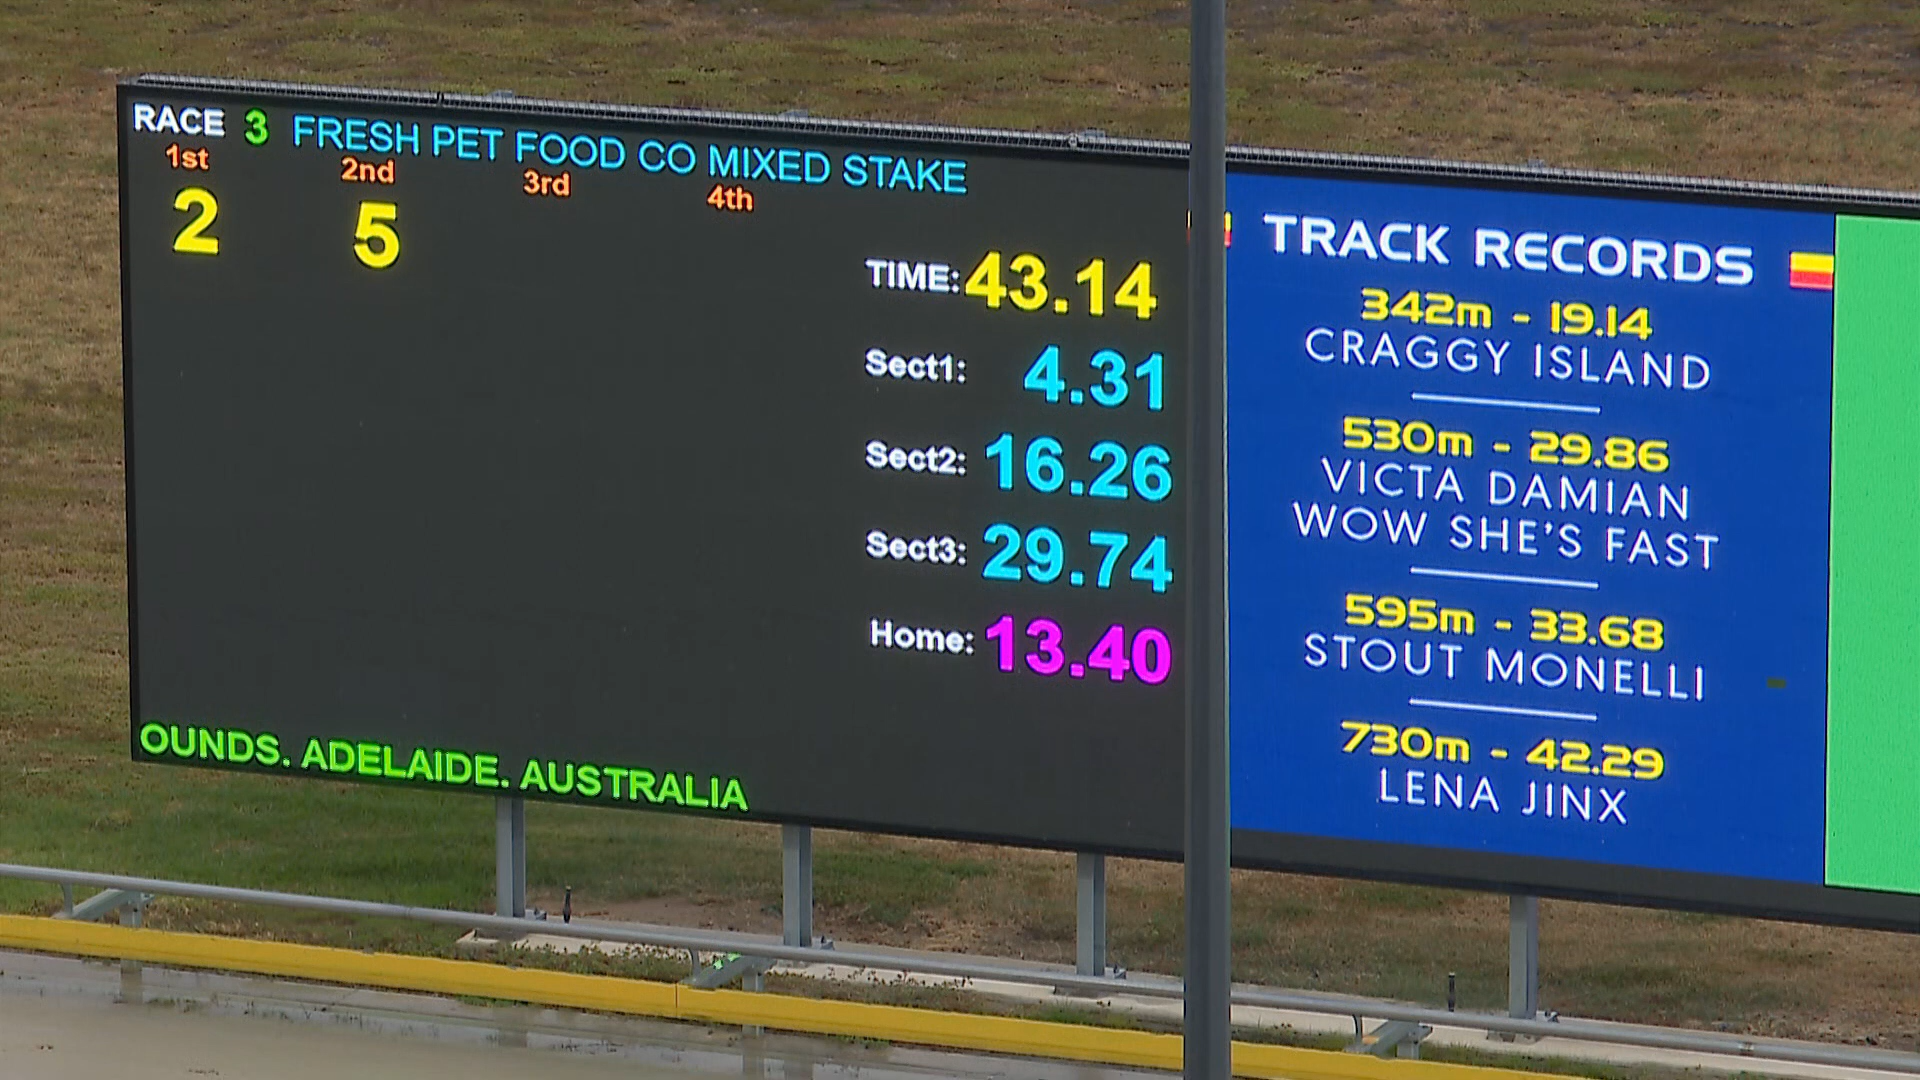 RACE 3 FRESH PET FOOD CO MIXED STAKE
1st 2nd 3rd 4th
2 5
TIME: 43.14
Sect1: 4.31
Sect2: 16.26
Sect3: 29.74
Home: 13.40
OUNDS. ADELAIDE. AUSTRALIA
TRACK RECORDS
342m - 19.14
CRAGGY ISLAND
530m - 29.86
VICTA DAMIAN
WOW SHE'S FAST
595m - 33.68
STOUT MONELLI
730m - 42.29
LENA JINX